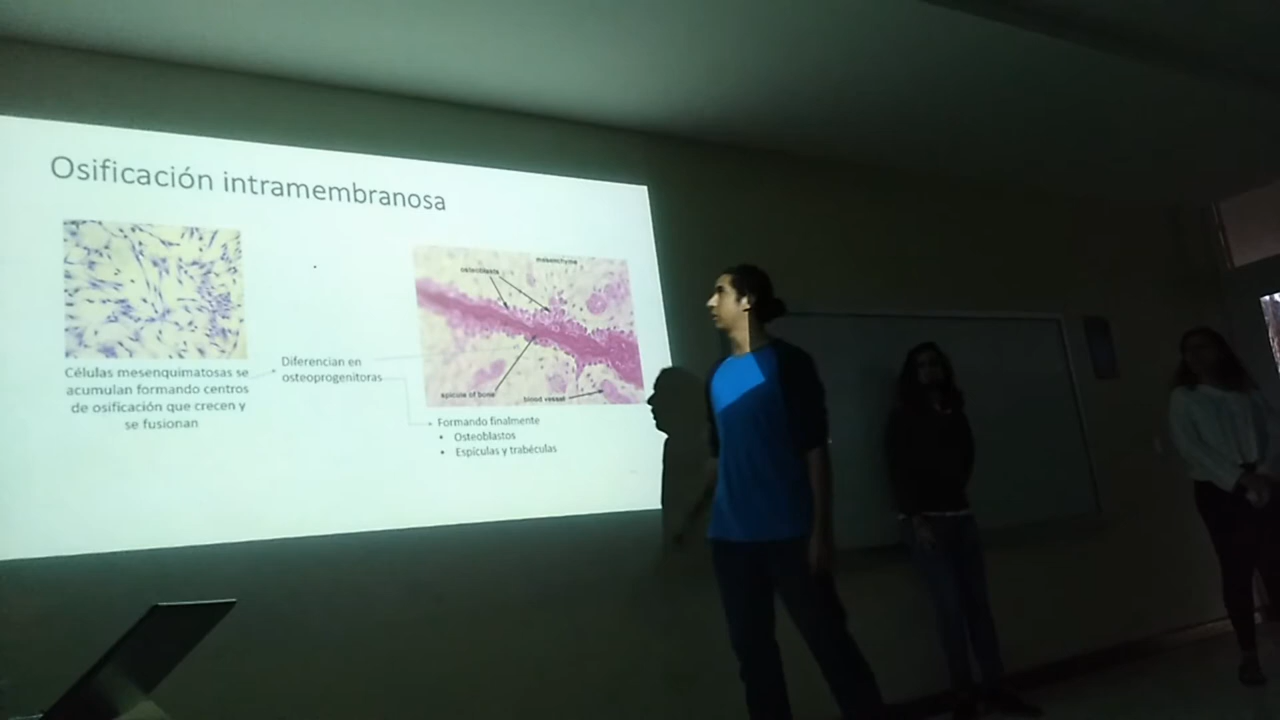 Osificación intramembranosa
osteoblasts
mesenchyme
spicule of bone
blood vessel
Células mesenquimatosas se
acumulan formando centros
de osificación que crecen y
se fusionan
Diferencian en
osteoprogenitoras
Formando finalmente
• Osteoblastos
• Espículas y trabéculas